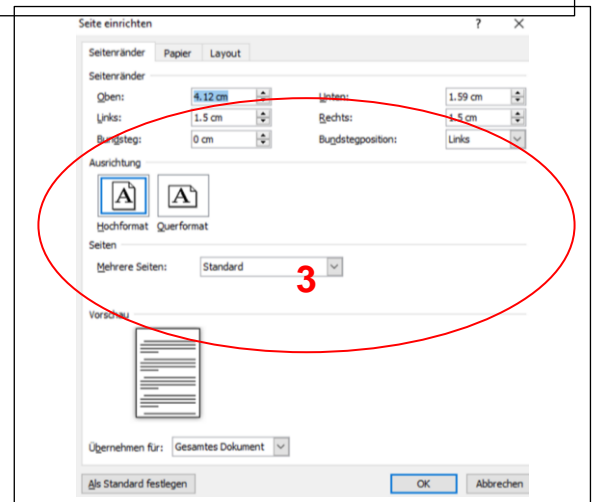 Seite einrichten ? ×
Seitenränder Papier Layout
Seitenränder
Oben: 4.12 cm Unten: 1.59 cm
Links: 1.5 cm Rechts: 1.5 cm
Bundsteg: 0 cm Bundstegposition: Links
Ausrichtung
A A
Hochformat Querformat
Seiten
Mehrere Seiten: Standard
3
Vorschau
Übernehmen für: Gesamtes Dokument
Als Standard festlegen OK Abbrechen